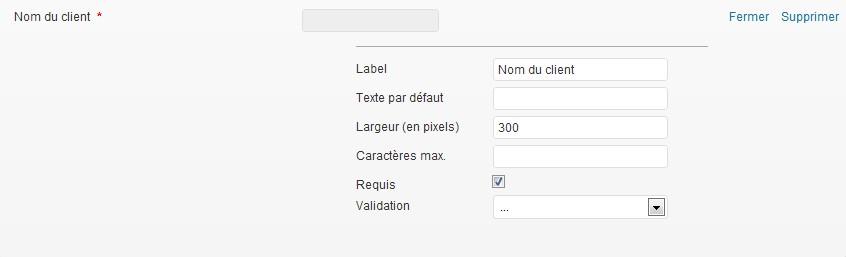 Nom du client * Fermer Supprimer
Label Nom du client
Texte par défaut
Largeur (en pixels) 300
Caractères max.
Requis
Validation ...